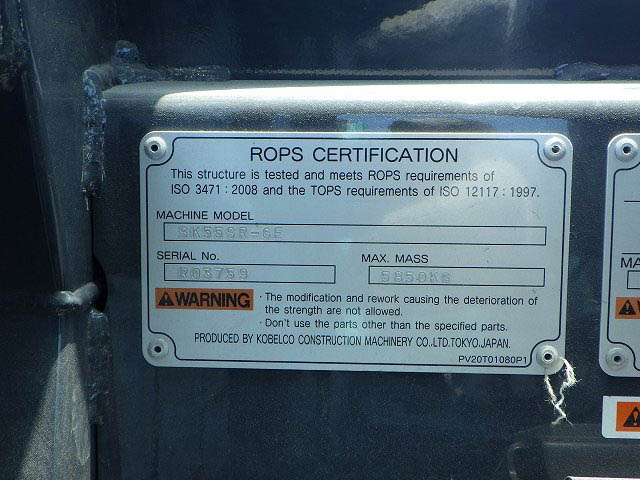 ROPS CERTIFICATION
This structure is tested and meets ROPS requirements of
ISO 3471 : 2008 and the TOPS requirements of ISO 12117 : 1997.
MACHINE MODEL
SK55SR-6E
SERIAL No.
R03759
MAX. MASS
5850KG
WARNING
· The modification and rework causing the deterioration of
the strength are not allowed.
· Don't use the parts other than the specified parts.
PRODUCED BY KOBELCO CONSTRUCTION MACHINERY CO.,LTD.TOKYO.JAPAN.
PV20T01080P1
MA